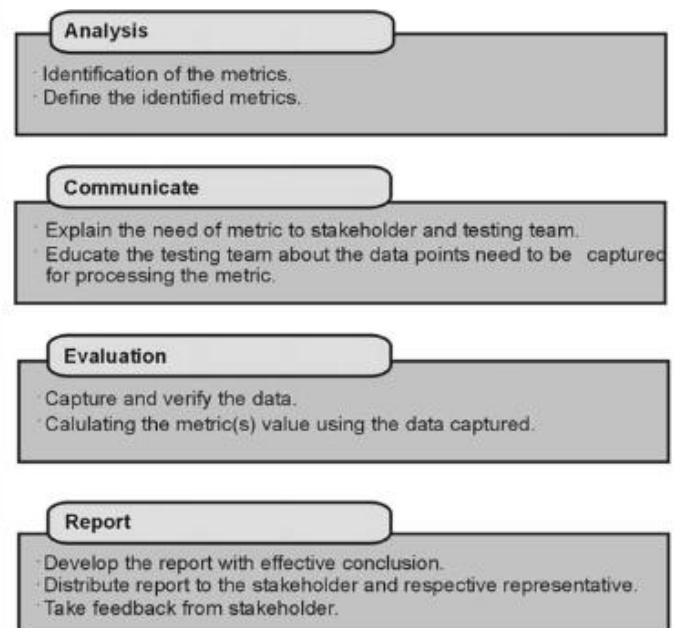 Analysis
· Identification of the metrics.
· Define the identified metrics.
Communicate
· Explain the need of metric to stakeholder and testing team.
· Educate the testing team about the data points need to be captured
for processing the metric.
Evaluation
· Capture and verify the data.
· Calulating the metric(s) value using the data captured.
Report
· Develop the report with effective conclusion.
· Distribute report to the stakeholder and respective representative.
· Take feedback from stakeholder.